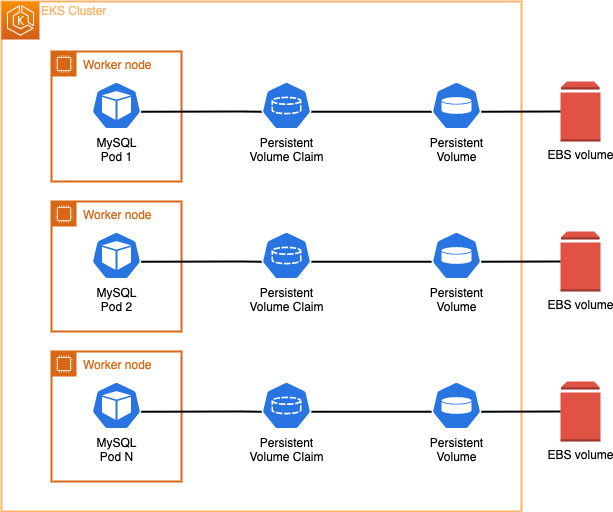 EKS Cluster
Worker node
MySQL
Pod 1
Persistent
Volume Claim
Persistent
Volume
EBS volume
Worker node
MySQL
Pod 2
Persistent
Volume Claim
Persistent
Volume
EBS volume
Worker node
MySQL
Pod N
Persistent
Volume Claim
Persistent
Volume
EBS volume